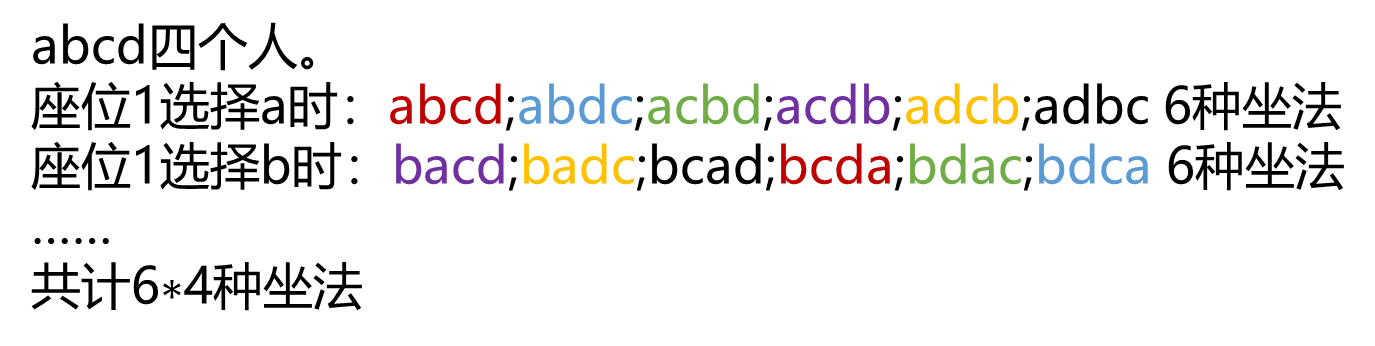 abcd四个人。
座位1选择a时：abcd;abdc;acbd;acdb;adcb;adbc 6种坐法
座位1选择b时：bacd;badc;bcad;bcda;bdac;bdca 6种坐法
……
共计6*4种坐法